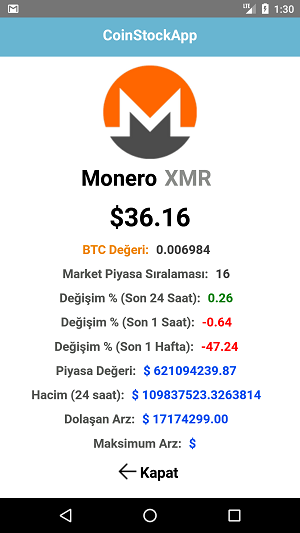 LTE 1:30
CoinStockApp
Monero XMR
$36.16
BTC Değeri: 0.006984
Market Piyasa Sıralaması: 16
Değişim % (Son 24 Saat): 0.26
Değişim % (Son 1 Saat): -0.64
Değişim % (Son 1 Hafta): -47.24
Piyasa Değeri: $ 621094239.87
Hacim (24 saat): $ 109837523.3263814
Dolaşan Arz: $ 17174299.00
Maksimum Arz: $
Kapat